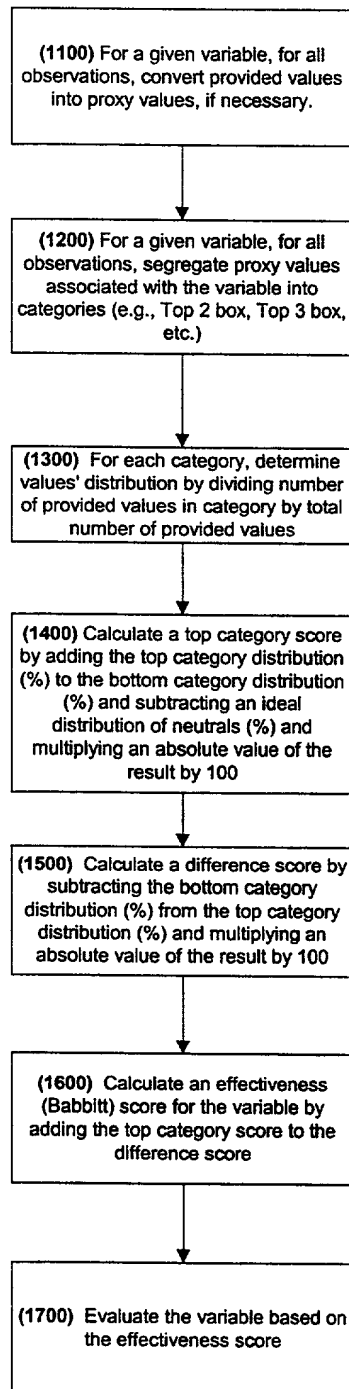 (1100) For a given variable, for all
observations, convert provided values
into proxy values, if necessary.
(1200) For a given variable, for all
observations, segregate proxy values
associated with the variable into
categories (e.g., Top 2 box, Top 3 box,
etc.)
(1300) For each category, determine
values' distribution by dividing number
of provided values in category by total
number of provided values
(1400) Calculate a top category score
by adding the top category distribution
(%) to the bottom category distribution
(%) and subtracting an ideal
distribution of neutrals (%) and
multiplying an absolute value of the
result by 100
(1500) Calculate a difference score by
subtracting the bottom category
distribution (%) from the top category
distribution (%) and multiplying an
absolute value of the result by 100
(1600) Calculate an effectiveness
(Babbitt) score for the variable by
adding the top category score to the
difference score
(1700) Evaluate the variable based on
the effectiveness score